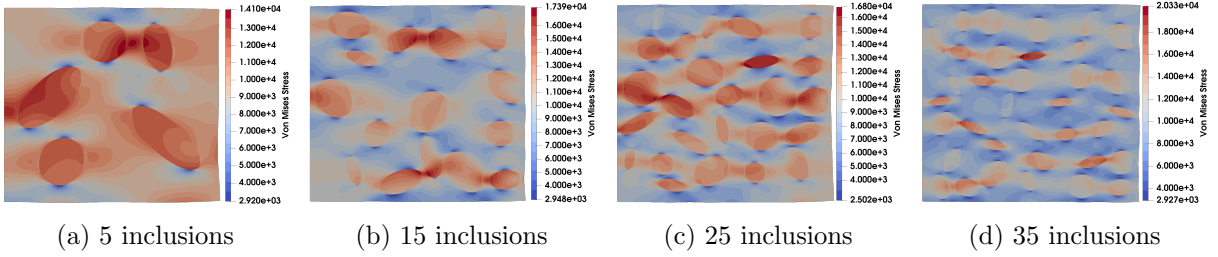 1.410e+04
1.300e+4
1.200e+4
1.100e+4
1.000e+4
9.000e+3
8.000e+3
7.000e+3
6.000e+3
5.000e+3
4.000e+3
2.920e+03
Von Mises Stress
(a) 5 inclusions
1.739e+04
1.600e+4
1.500e+4
1.400e+4
1.300e+4
1.200e+4
1.100e+4
1.000e+4
9.000e+3
8.000e+3
7.000e+3
6.000e+3
5.000e+3
4.000e+3
2.948e+03
Von Mises Stress
(b) 15 inclusions
1.680e+04
1.500e+4
1.400e+4
1.300e+4
1.200e+4
1.100e+4
1.000e+4
9.000e+3
8.000e+3
7.000e+3
6.000e+3
5.000e+3
4.000e+3
2.502e+03
Von Mises Stress
(c) 25 inclusions
2.033e+04
1.800e+4
1.600e+4
1.400e+4
1.200e+4
1.000e+4
8.000e+3
6.000e+3
4.000e+3
2.927e+03
Von Mises Stress
(d) 35 inclusions